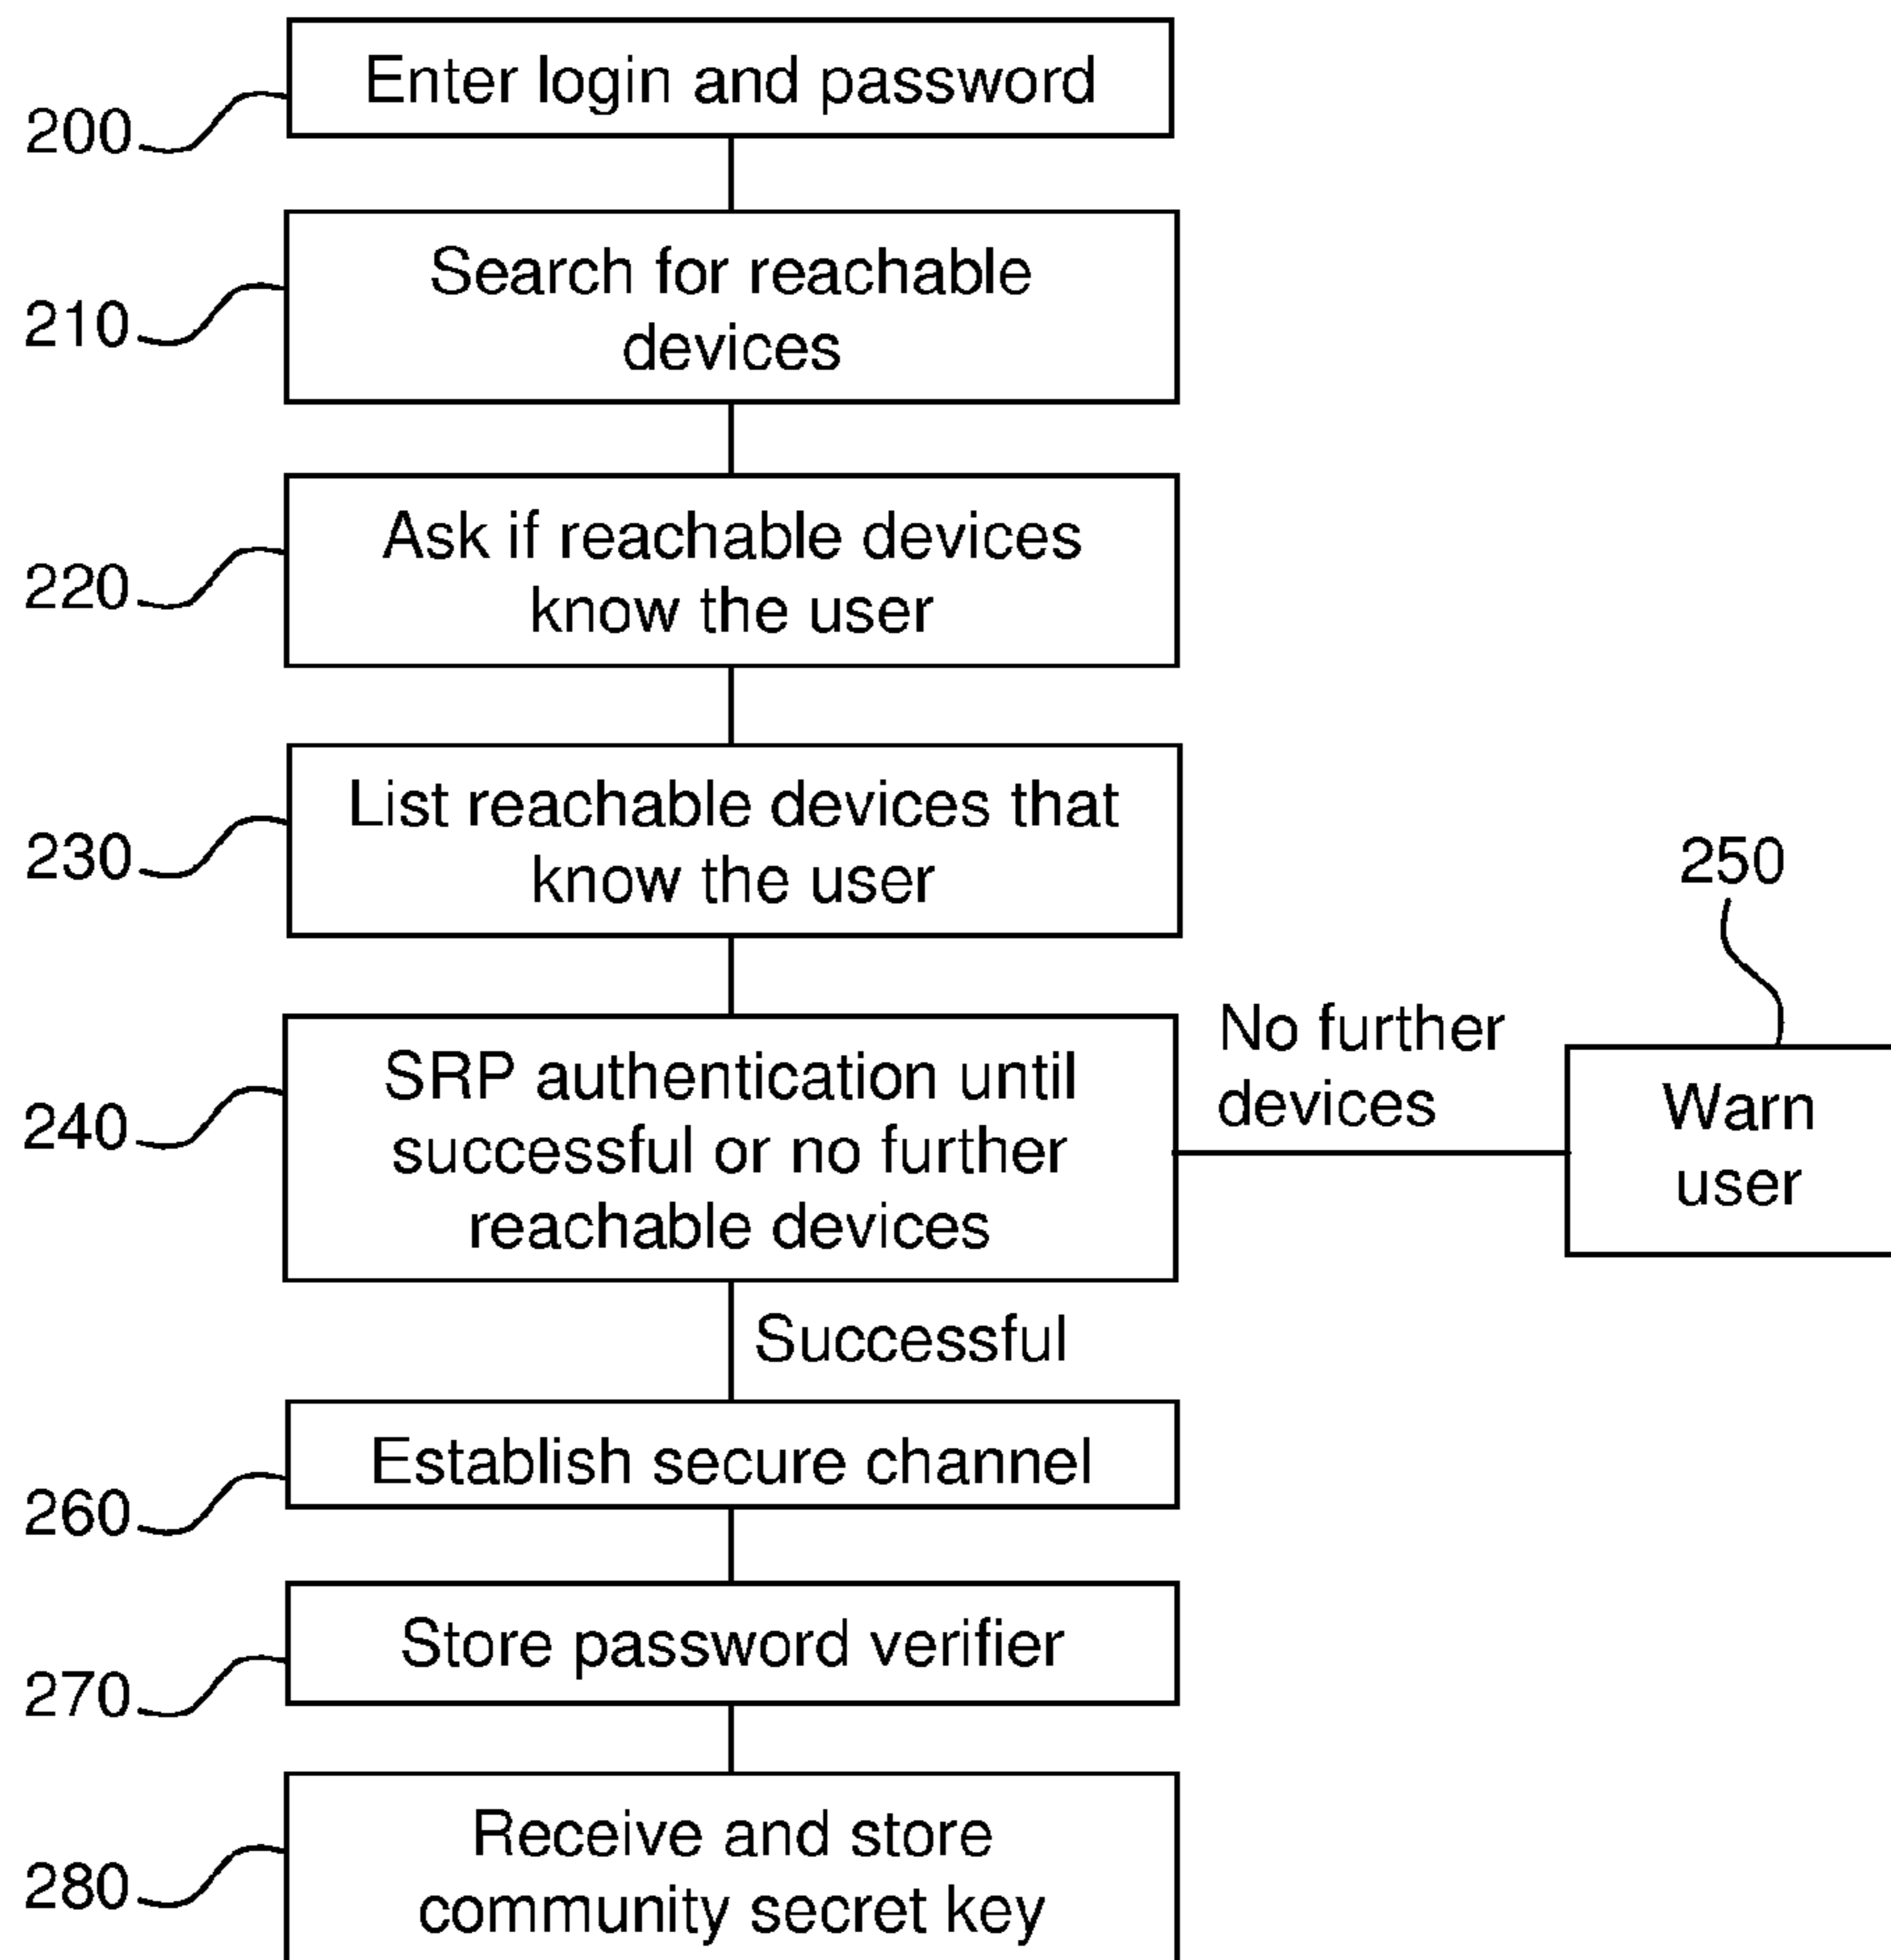 200
Enter login and password
210
Search for reachable
devices
220
Ask if reachable devices
know the user
230
List reachable devices that
know the user
240
SRP authentication until
successful or no further
reachable devices
No further
devices
250
Warn
user
Successful
260
Establish secure channel
270
Store password verifier
280
Receive and store
community secret key